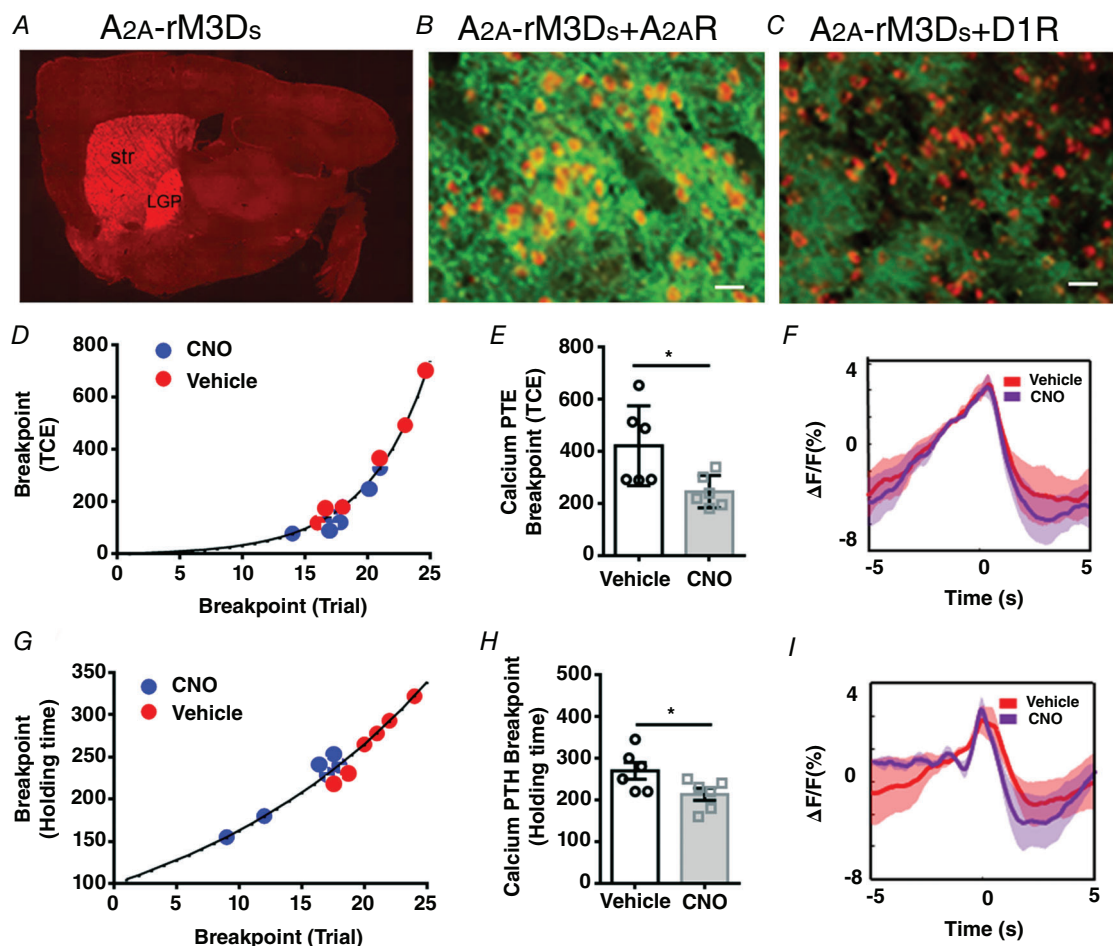 A A2A-rM3Ds
B A2A-rM3Ds+A2AR
C A2A-rM3Ds+D1R
str
LGP
D
CNO
Vehicle
Breakpoint
(TCE)
800
600
400
200
0
0 5 10 15 20 25
Breakpoint (Trial)
E
*
Calcium PTE
Breakpoint (TCE)
800
600
400
200
0
Vehicle CNO
F
Vehicle
CNO
ΔF/F(%)
4
0
-8
-5 0 5
Time (s)
G
CNO
Vehicle
Breakpoint
(Holding time)
350
300
250
200
150
100
0 5 10 15 20 25
Breakpoint (Trial)
H
*
Calcium PTH Breakpoint
(Holding time)
500
400
300
200
100
0
Vehicle CNO
I
Vehicle
CNO
ΔF/F(%)
4
0
-8
-5 0 5
Time (s)